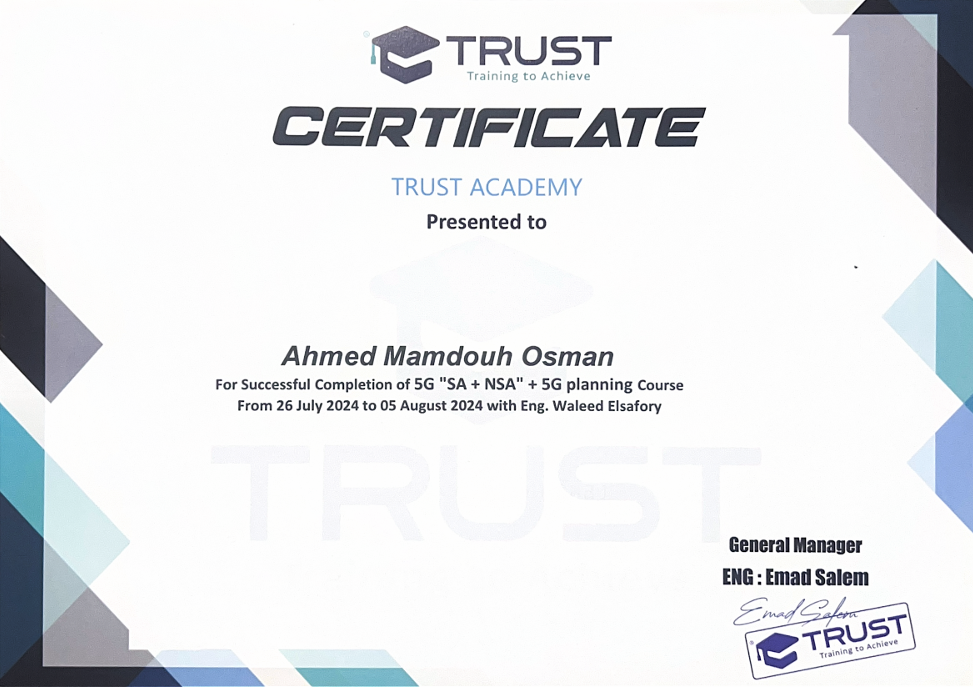 TRUST
Training to Achieve
CERTIFICATE
TRUST ACADEMY
Presented to
Ahmed Mamdouh Osman
For Successful Completion of 5G "SA + NSA" + 5G planning Course
From 26 July 2024 to 05 August 2024 with Eng. Waleed Elsafory
TRUST
General Manager
ENG : Emad Salem
Emad Salem
TRUST
Training to Achieve